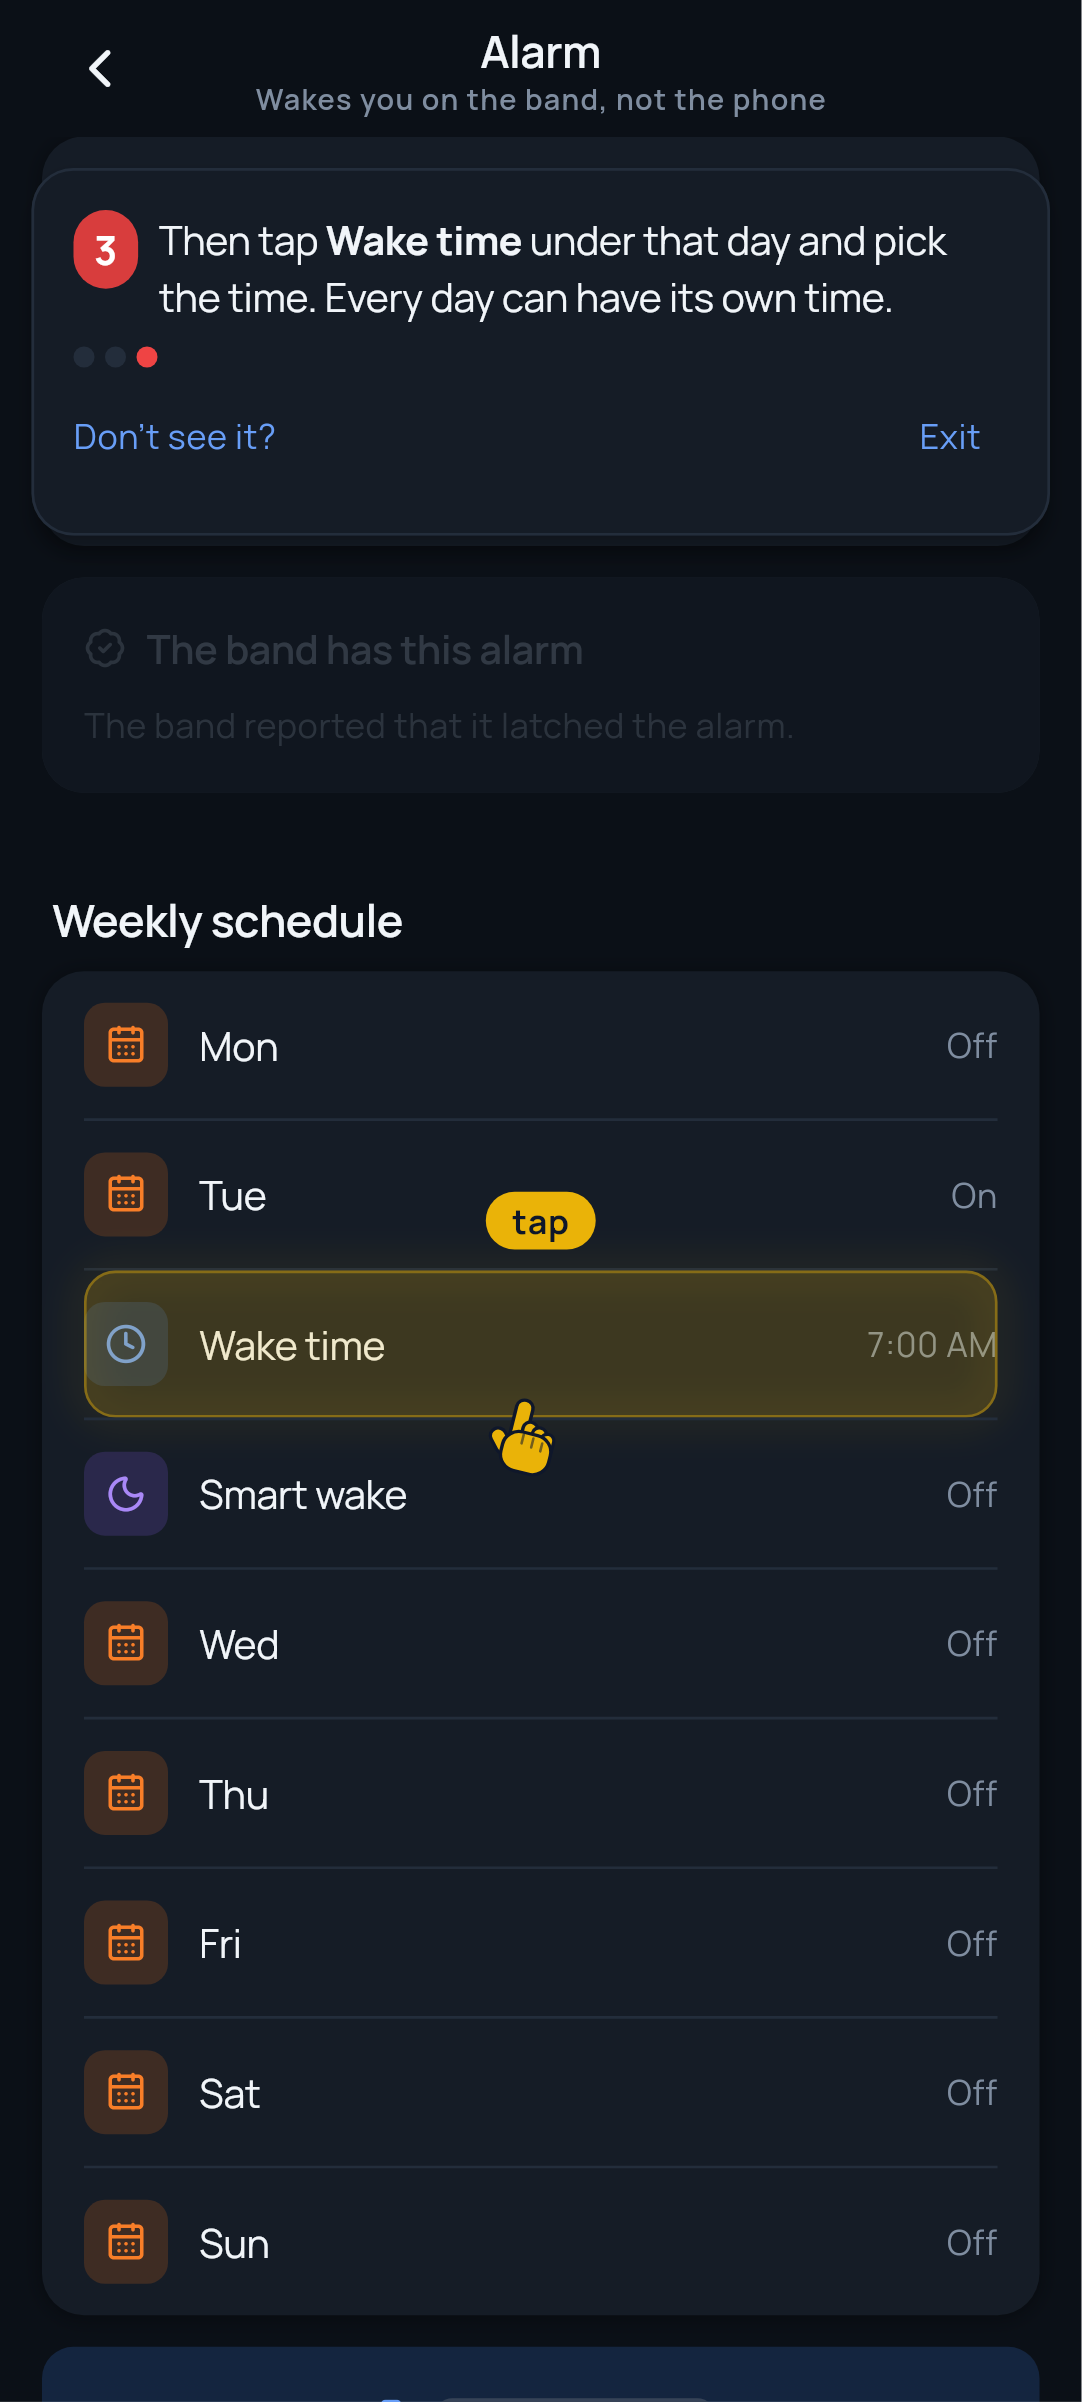 Alarm
Wakes you on the band, not the phone
3
Then tap Wake time under that day and pick
the time. Every day can have its own time.
Don't see it?
Exit
The band has this alarm
The band reported that it latched the alarm.
Weekly schedule
Mon Off
Tue On
tap
Wake time 7:00 AM
Smart wake Off
Wed Off
Thu Off
Fri Off
Sat Off
Sun Off